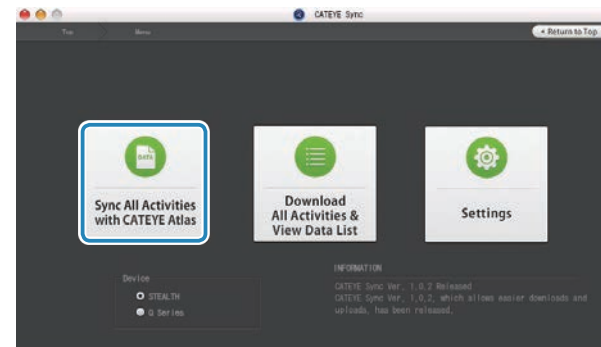 CATEYE Sync
Top
Menu
Return to Top
DATA
Sync All Activities
with CATEYE Atlas
Download
All Activities &
View Data List
Settings
Device
STEALTH
Q Series
INFORMATION
CATEYE Sync Ver. 1.0.2 Released
CATEYE Sync Ver. 1.0.2, which allows easier downloads and
uploads, has been released.